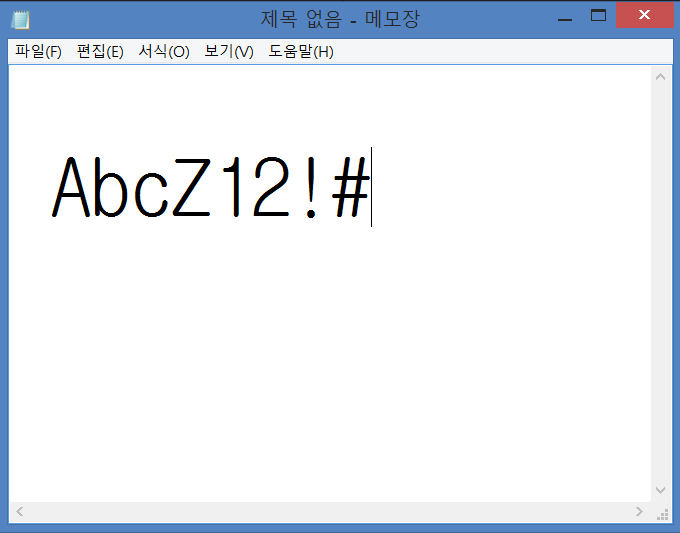 제목 없음 - 메모장
파일(F) 편집(E) 서식(O) 보기(V) 도움말(H)
AbcZ12!#